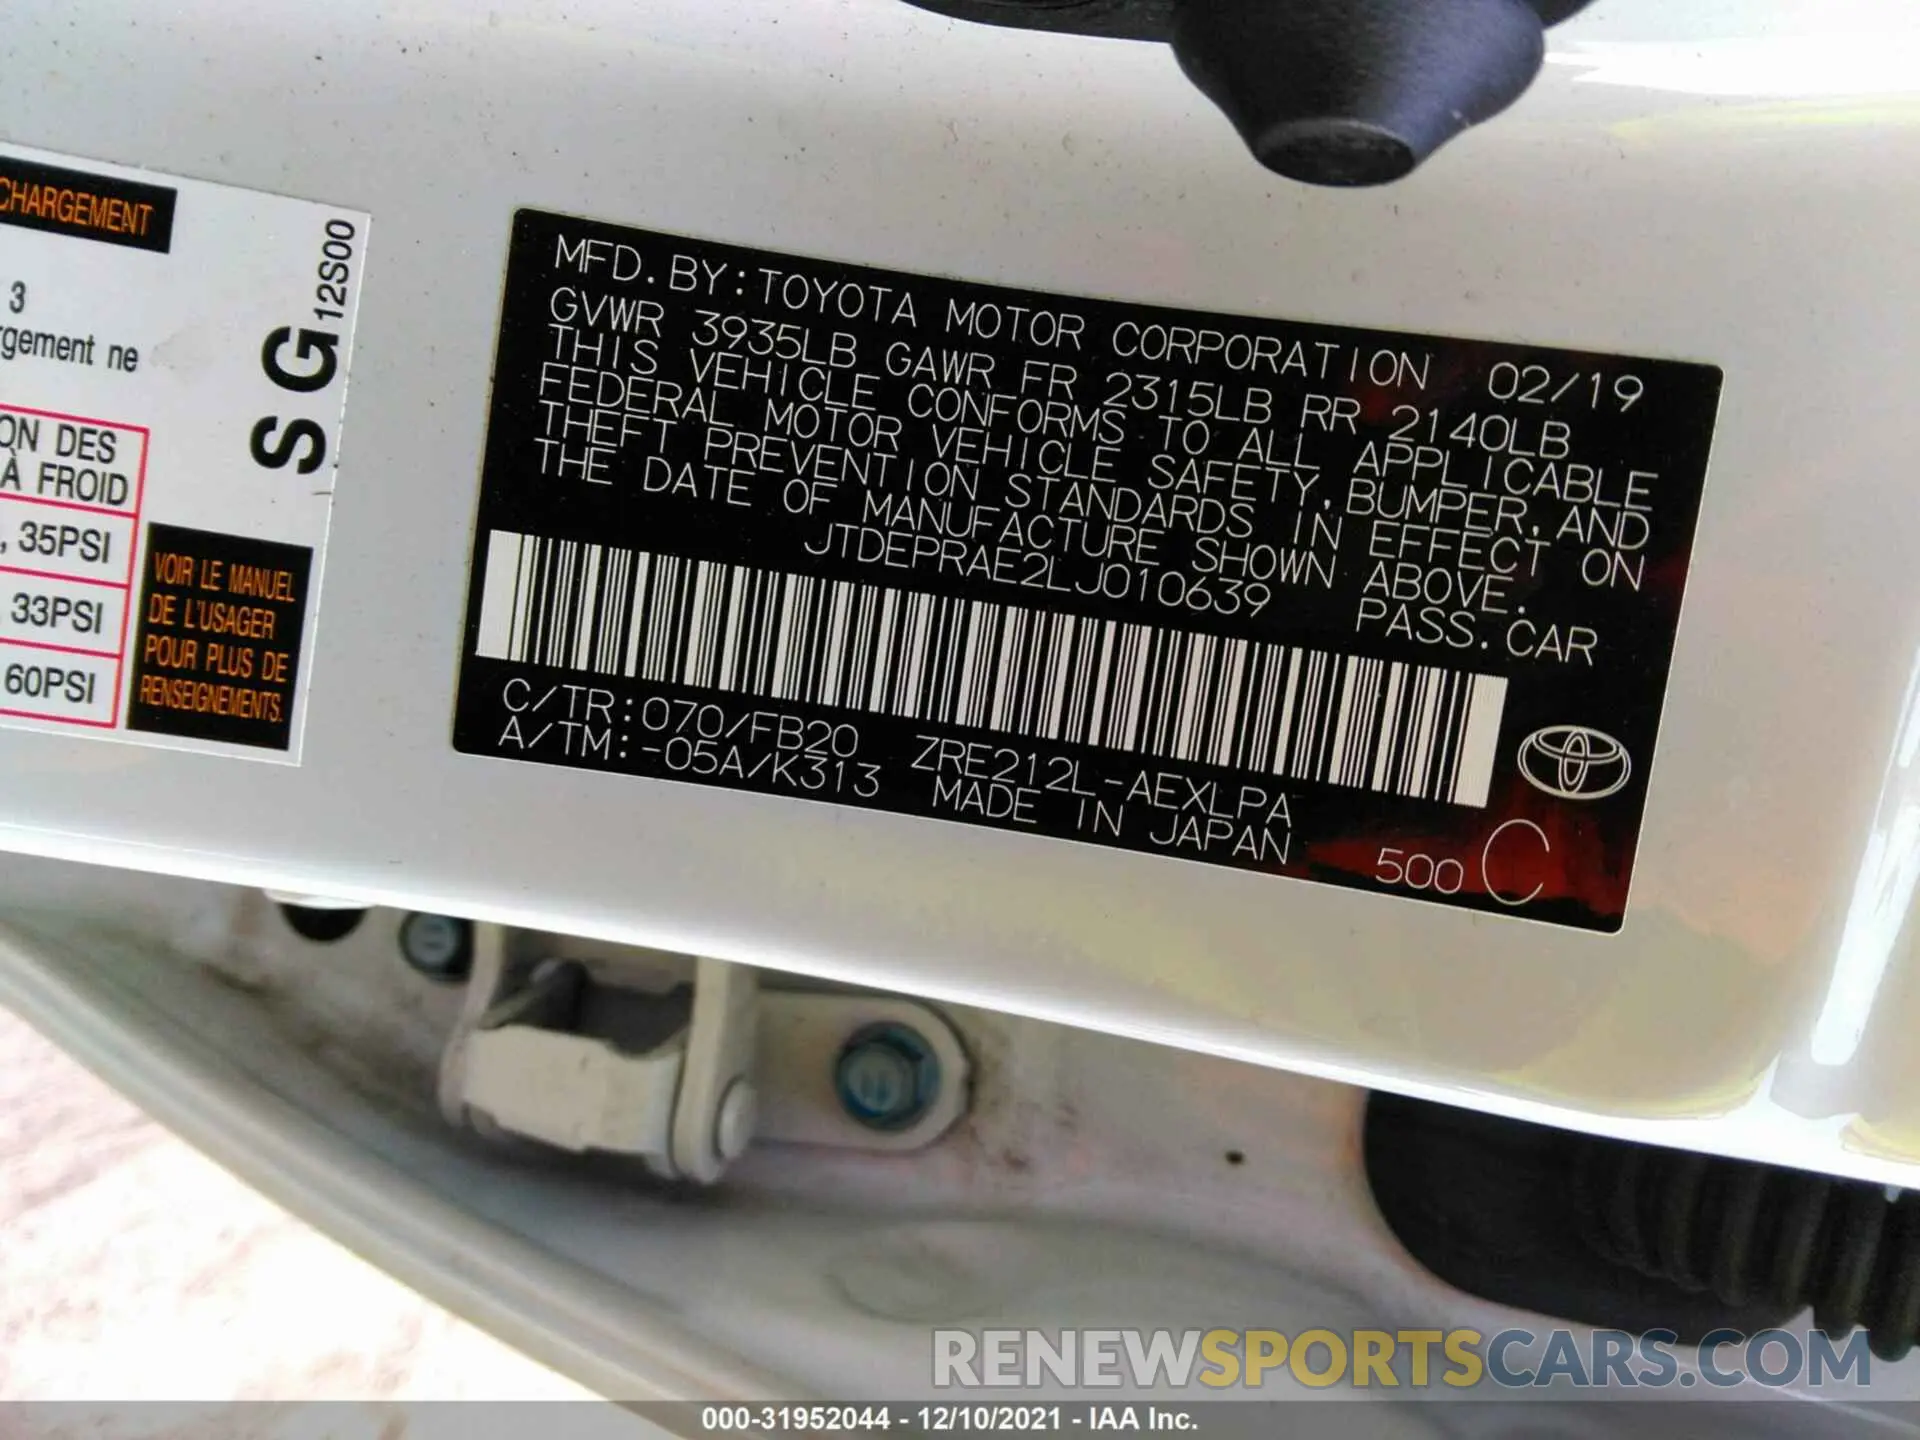 CHARGEMENT
3
rgement ne
ON DES
À FROID
, 35PSI
33PSI
60PSI
VOIR LE MANUEL
DE L'USAGER
POUR PLUS DE
RENSEIGNEMENTS.
SG12S00
MFD. BY: TOYOTA MOTOR CORPORATION 02/19
GVWR 3935LB GAWR FR 2315LB RR 2140LB
THIS VEHICLE CONFORMS TO ALL APPLICABLE
FEDERAL MOTOR VEHICLE SAFETY, BUMPER, AND
THEFT PREVENTION STANDARDS IN EFFECT ON
THE DATE OF MANUFACTURE SHOWN ABOVE.
JTDEPRAE2LJ010639 PASS. CAR
C/TR: 070/FB20 ZRE212L-AEXLPA
A/TM: -05A/K313 MADE IN JAPAN
500 C
RENEWSPORTSCARS.COM
000-31952044 - 12/10/2021 - IAA Inc.